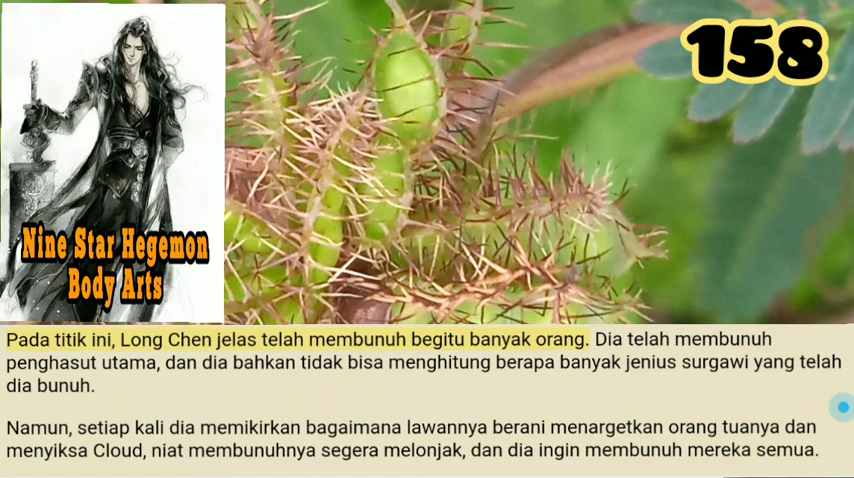 158
Nine Star Hegemon
Body Arts
Pada titik ini, Long Chen jelas telah membunuh begitu banyak orang. Dia telah membunuh
penghasut utama, dan dia bahkan tidak bisa menghitung berapa banyak jenius surgawi yang telah
dia bunuh.
Namun, setiap kali dia memikirkan bagaimana lawannya berani menargetkan orang tuanya dan
menyiksa Cloud, niat membunuhnya segera melonjak, dan dia ingin membunuh mereka semua.